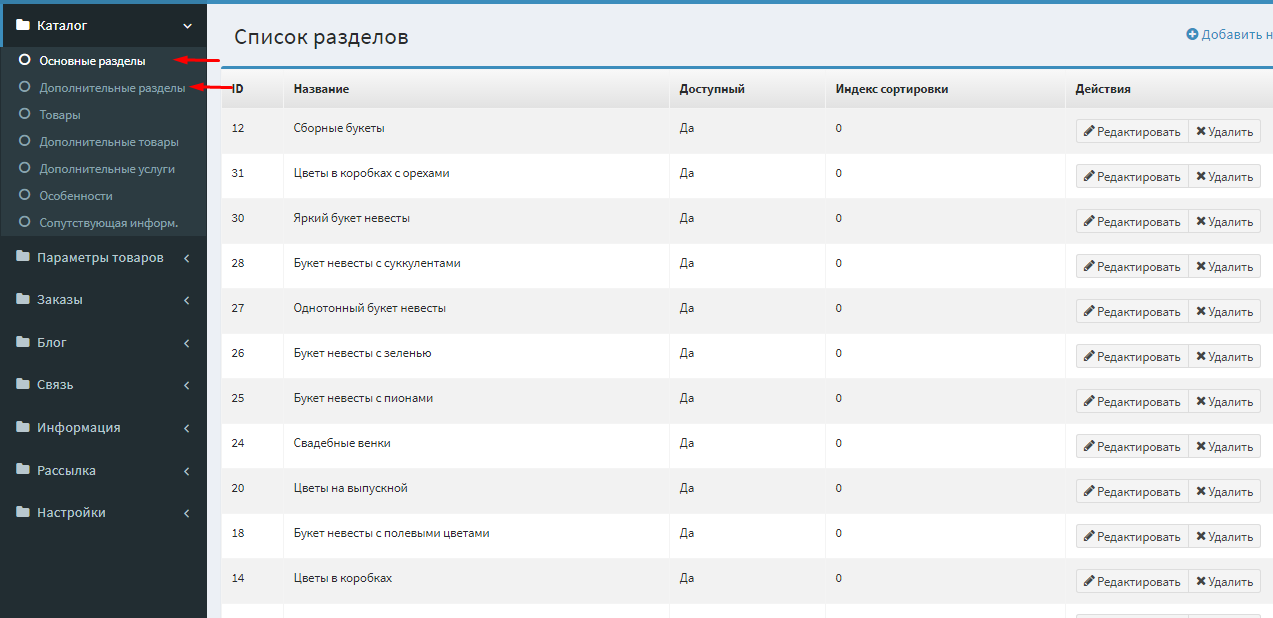 Каталог
Основные разделы
Дополнительные разделы
Товары
Дополнительные товары
Дополнительные услуги
Особенности
Сопутствующая информ.
Параметры товаров
Заказы
Блог
Связь
Информация
Рассылка
Настройки
Список разделов
Добавить н
ID Название Доступный Индекс сортировки Действия
12 Сборные букеты Да 0 Редактировать Удалить
31 Цветы в коробках с орехами Да 0 Редактировать Удалить
30 Яркий букет невесты Да 0 Редактировать Удалить
28 Букет невесты с суккулентами Да 0 Редактировать Удалить
27 Однотонный букет невесты Да 0 Редактировать Удалить
26 Букет невесты с зеленью Да 0 Редактировать Удалить
25 Букет невесты с пионами Да 0 Редактировать Удалить
24 Свадебные венки Да 0 Редактировать Удалить
20 Цветы на выпускной Да 0 Редактировать Удалить
18 Букет невесты с полевыми цветами Да 0 Редактировать Удалить
14 Цветы в коробках Да 0 Редактировать Удалить